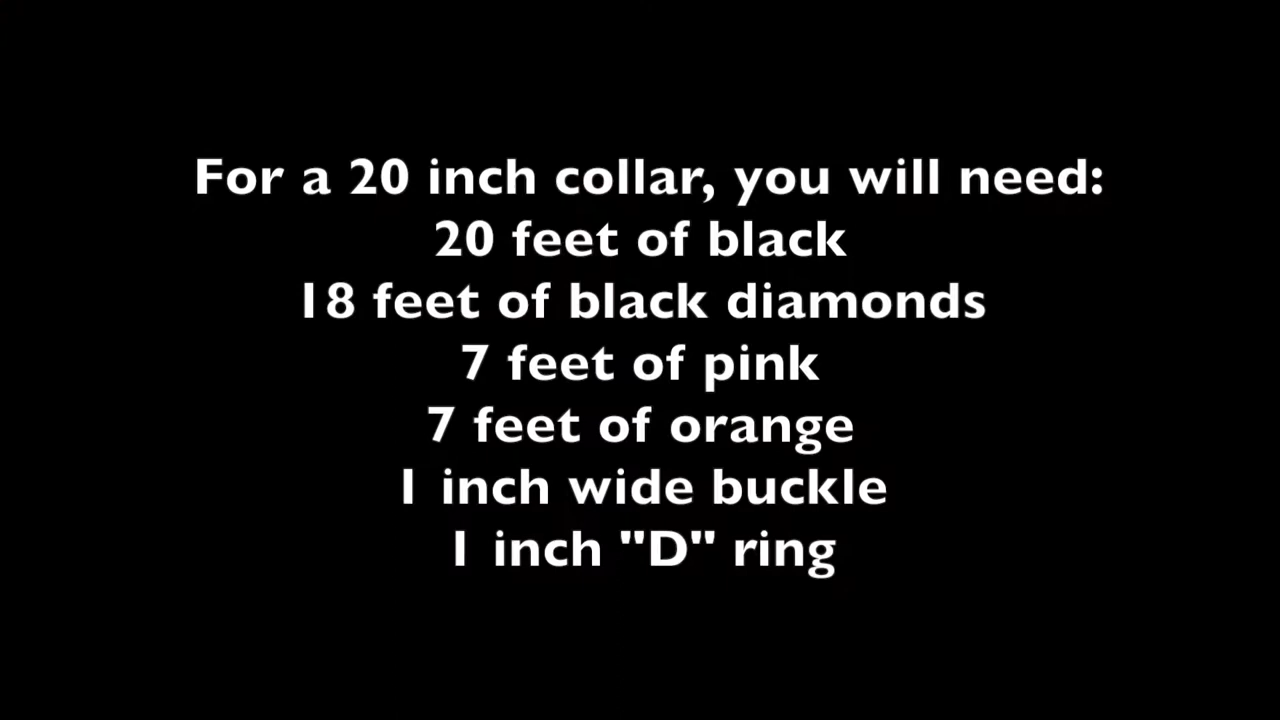 For a 20 inch collar, you will need:
20 feet of black
18 feet of black diamonds
7 feet of pink
7 feet of orange
1 inch wide buckle
1 inch "D" ring